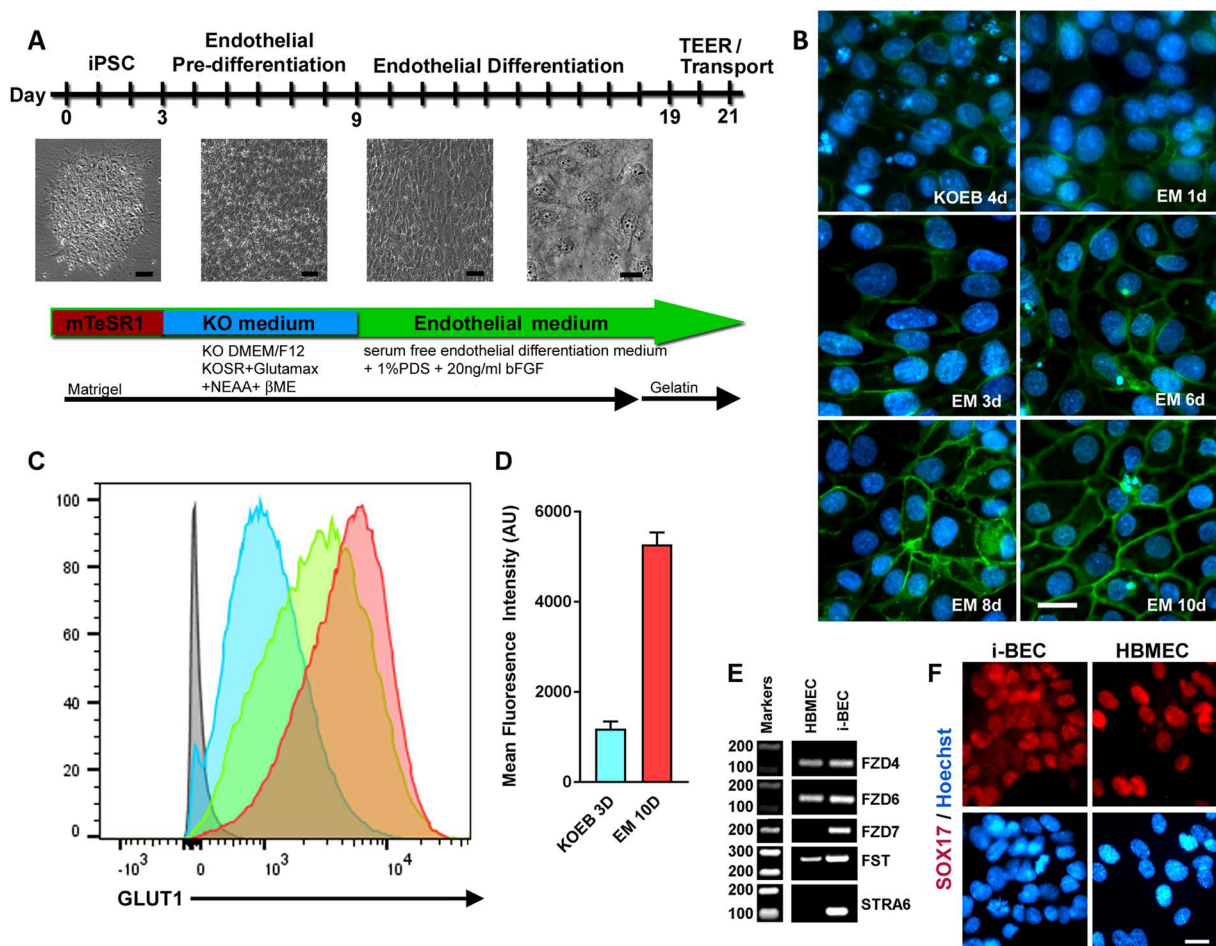 A
iPSC
Endothelial
Pre-differentiation
Endothelial Differentiation
TEER /
Transport
Day
0
3
9
19
21
mTeSR1
KO medium
Endothelial medium
KO DMEM/F12
KOSR+Glutamax
+NEAA+ βME
serum free endothelial differentiation medium
+ 1%PDS + 20ng/ml bFGF
Matrigel
Gelatin
B
KOEB 4d
EM 1d
EM 3d
EM 6d
EM 8d
EM 10d
C
100
80
60
40
20
0
-10³
0
10³
10⁴
GLUT1
D
Mean Fluoresence Intensity (AU)
6000
4000
2000
0
KOEB 3D
EM 10D
E
Markers
HBMEC
i-BEC
200
100
FZD4
200
100
FZD6
200
FZD7
300
200
FST
200
100
STRA6
F
i-BEC
HBMEC
SOX17 / Hoechst